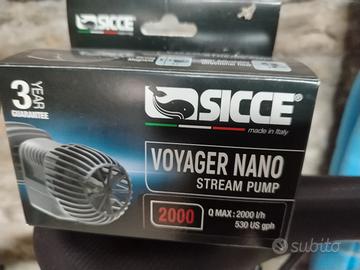 SICCE
3 YEAR
GUARANTEE
SICCE®
made in Italy
VOYAGER NANO
STREAM PUMP
2000
Q MAX: 2000 l/h
530 US gph
subito